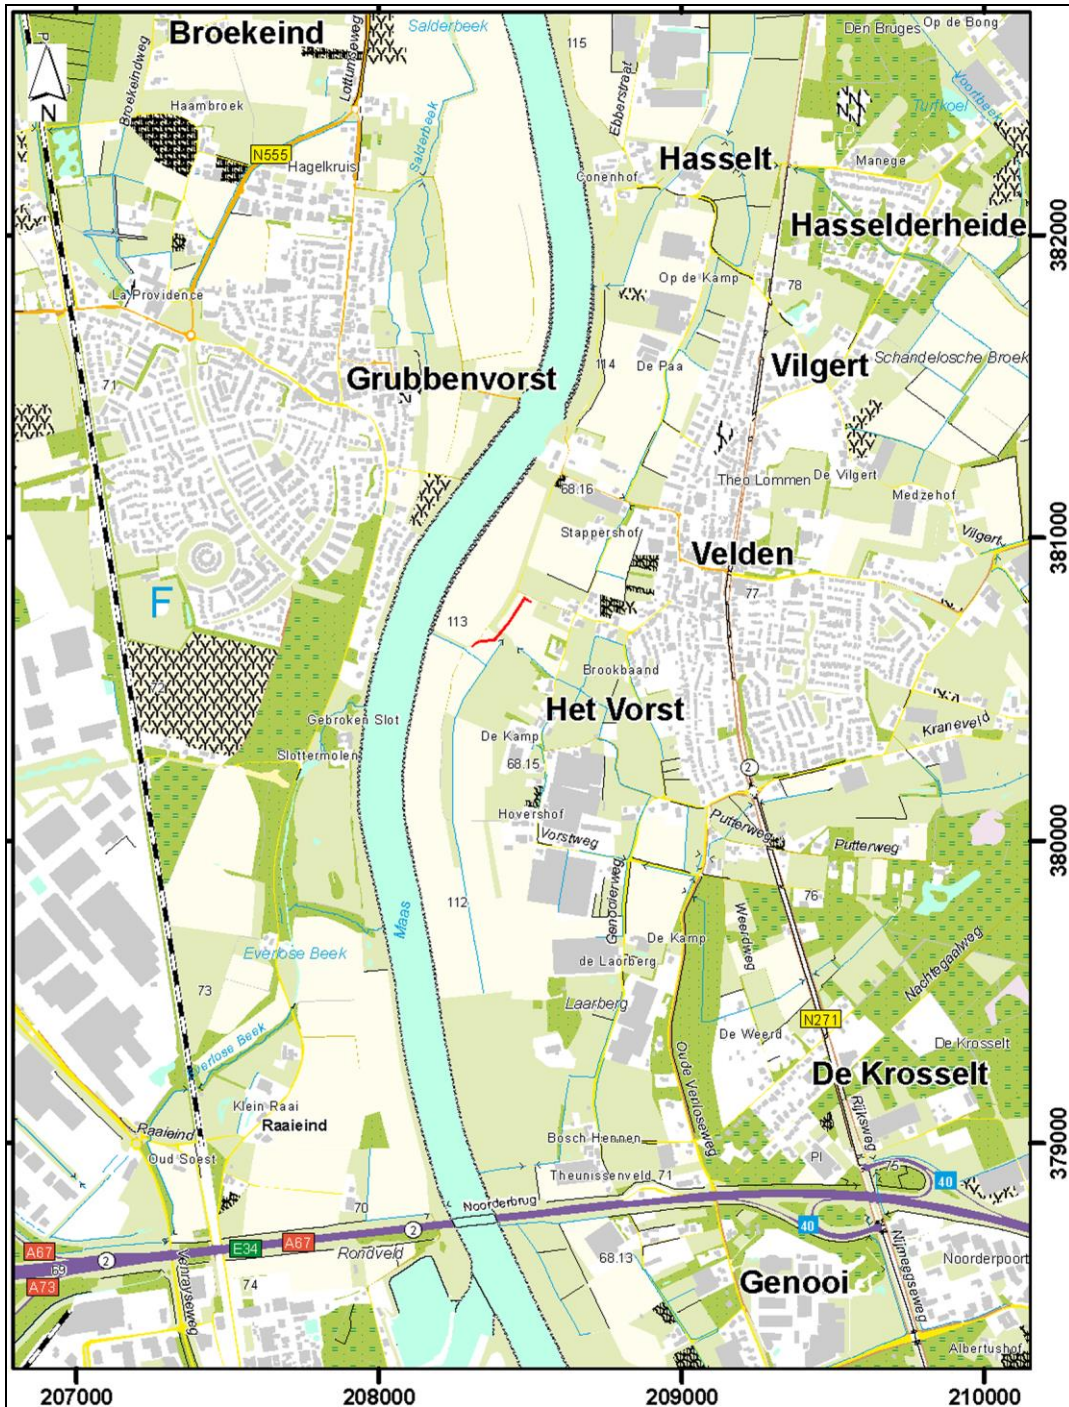 Broekeind
Salderbeek
Den Bruges
Op de Bong
115
Broekeindweg
Lottumseweg
Ebberstraat
Voortbeek
N
Haambroek
Turfkoel
N555
Hagelkruis
Salderbeek
Hasselt
Manege
Conenhof
Hasselderheide
382000
Op de Kamp
78
La Providence
Vilgert
Schandelosche Broek
114
De Paa
71
Grubbenvorst
68.16
Theo Lommen
De Vilgert
Medzehof
Stappershof
Vilgert
381000
Velden
77
F
113
72
Brookbaand
Het Vorst
Gebroken Slot
Kraneveld
De Kamp
Slottermolen
68.15
2
Hovershof
Putterweg
Vorstweg
Putterweg
380000
76
Genooierweg
112
Maas
Weerdweg
De Kamp
Everlose Beek
de Laorberg
Nachtegaalweg
73
Laarberg
N271
De Weerd
De Krosselt
Everlose Beek
Oude Venloseweg
De Krosselt
Klein Raai
Raaieind
Rijksweg
Raaieind
Bosch Hennen
379000
Oud Soest
Pl
75
Theunissenveld
71
40
Noorderbrug
70
40
A67
2
E34
A67
2
Rondveld
68.13
Nijmeegseweg
Noorderpoort
69
A73
Venrayseweg
74
Genooi
Albertushof
207000
208000
209000
210000